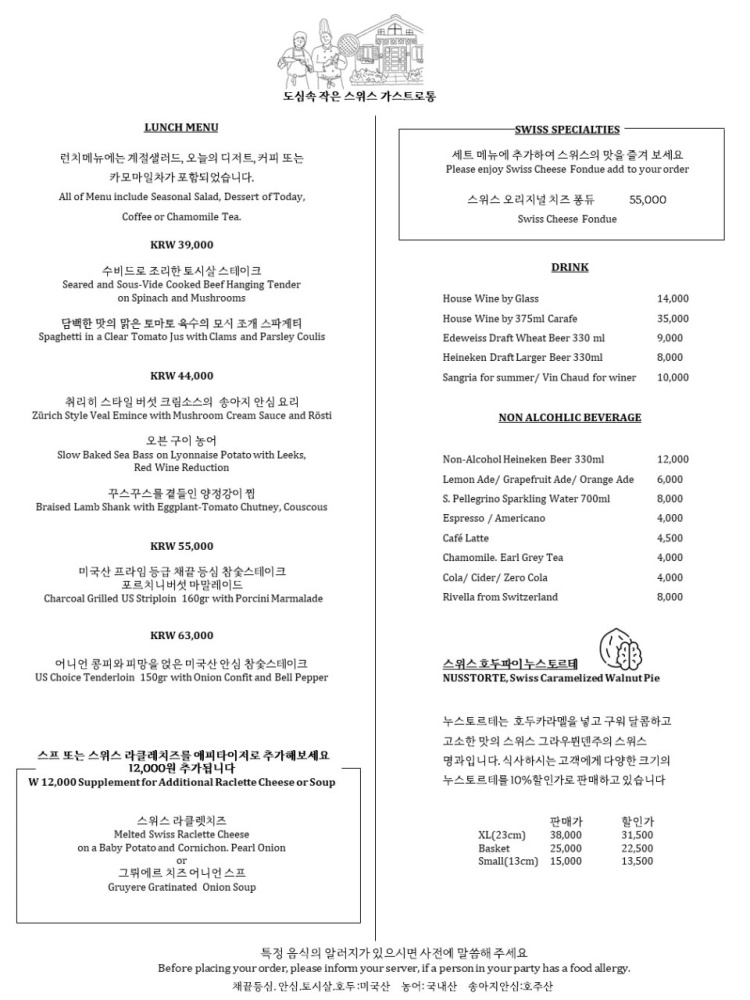 도심속 작은 스위스 가스트로통
LUNCH MENU
런치메뉴에는 계절샐러드, 오늘의 디저트, 커피 또는
카모마일차가 포함되었습니다.
All of Menu include Seasonal Salad, Dessert of Today,
Coffee or Chamomile Tea.
KRW 39,000
수비드로 조리한 토시살 스테이크
Seared and Sous-Vide Cooked Beef Hanging Tender
on Spinach and Mushrooms
담백한 맛의 맑은 토마토 육수의 모시 조개 스파게티
Spaghetti in a Clear Tomato Jus with Clams and Parsley Coulis
KRW 44,000
취리히 스타일 버섯 크림소스의 송아지 안심 요리
Zürich Style Veal Emince with Mushroom Cream Sauce and Rösti
오븐 구이 농어
Slow Baked Sea Bass on Lyonnaise Potato with Leeks,
Red Wine Reduction
꾸스꾸스를 곁들인 양정강이 찜
Braised Lamb Shank with Eggplant-Tomato Chutney, Couscous
KRW 55,000
미국산 프라임 등급 채끝 등심 참숯스테이크
포르치니버섯 마말레이드
Charcoal Grilled US Striploin 160gr with Porcini Marmalade
KRW 63,000
어니언 콩피와 피망을 얹은 미국산 안심 참숯스테이크
US Choice Tenderloin 150gr with Onion Confit and Bell Pepper
스프 또는 스위스 라클레치즈를 애피타이저로 추가해보세요
12,000원 추가됩니다
W 12,000 Supplement for Additional Raclette Cheese or Soup
스위스 라클렛치즈
Melted Swiss Raclette Cheese
on a Baby Potato and Cornichon. Pearl Onion
or
그뤼에르 치즈 어니언 스프
Gruyere Gratinated Onion Soup
SWISS SPECIALTIES
세트 메뉴에 추가하여 스위스의 맛을 즐겨 보세요
Please enjoy Swiss Cheese Fondue add to your order
스위스 오리지널 치즈 퐁듀 55,000
Swiss Cheese Fondue
DRINK
House Wine by Glass 14,000
House Wine by 375ml Carafe 35,000
Edeweiss Draft Wheat Beer 330 ml 9,000
Heineken Draft Larger Beer 330ml 8,000
Sangria for summer/ Vin Chaud for winer 10,000
NON ALCOHLIC BEVERAGE
Non-Alcohol Heineken Beer 330ml 12,000
Lemon Ade/ Grapefruit Ade/ Orange Ade 6,000
S. Pellegrino Sparkling Water 700ml 8,000
Espresso / Americano 4,000
Café Latte 4,500
Chamomile. Earl Grey Tea 4,000
Cola/ Cider/ Zero Cola 4,000
Rivella from Switzerland 8,000
스위스 호두파이 누스토르테
NUSSTORTE, Swiss Caramelized Walnut Pie
누스토르테는 호두카라멜을 넣고 구워 달콤하고
고소한 맛의 스위스 그라우뷘덴주의 스위스
명과입니다. 식사하시는 고객에게 다양한 크기의
누스토르테를 10%할인가로 판매하고 있습니다
판매가 할인가
XL(23cm) 38,000 31,500
Basket 25,000 22,500
Small(13cm) 15,000 13,500
특정 음식의 알러지가 있으시면 사전에 말씀해 주세요
Before placing your order, please inform your server, if a person in your party has a food allergy.
채끝등심. 안심.토시살.호두:미국산 농어: 국내산 송아지안심:호주산